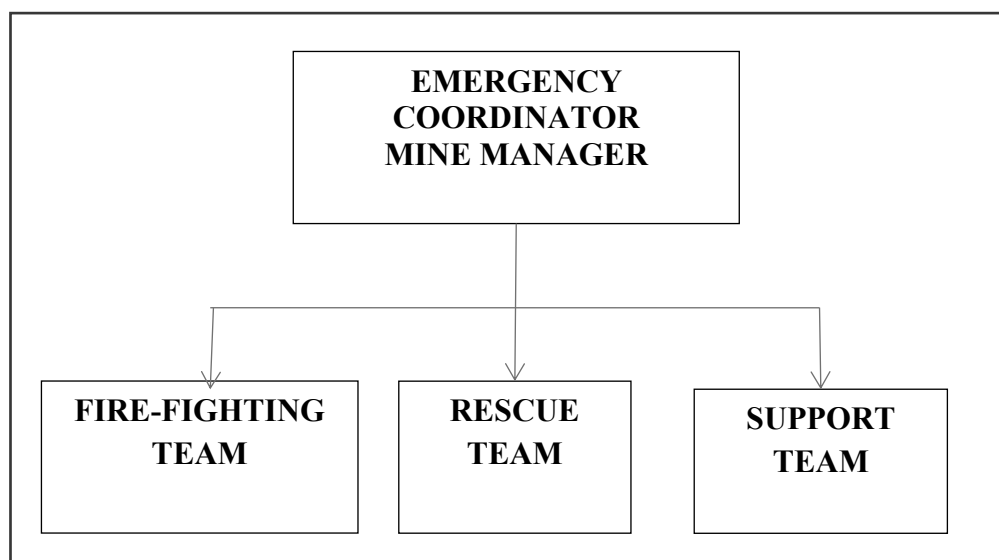 EMERGENCY
COORDINATOR
MINE MANAGER
FIRE-FIGHTING
TEAM
RESCUE
TEAM
SUPPORT
TEAM